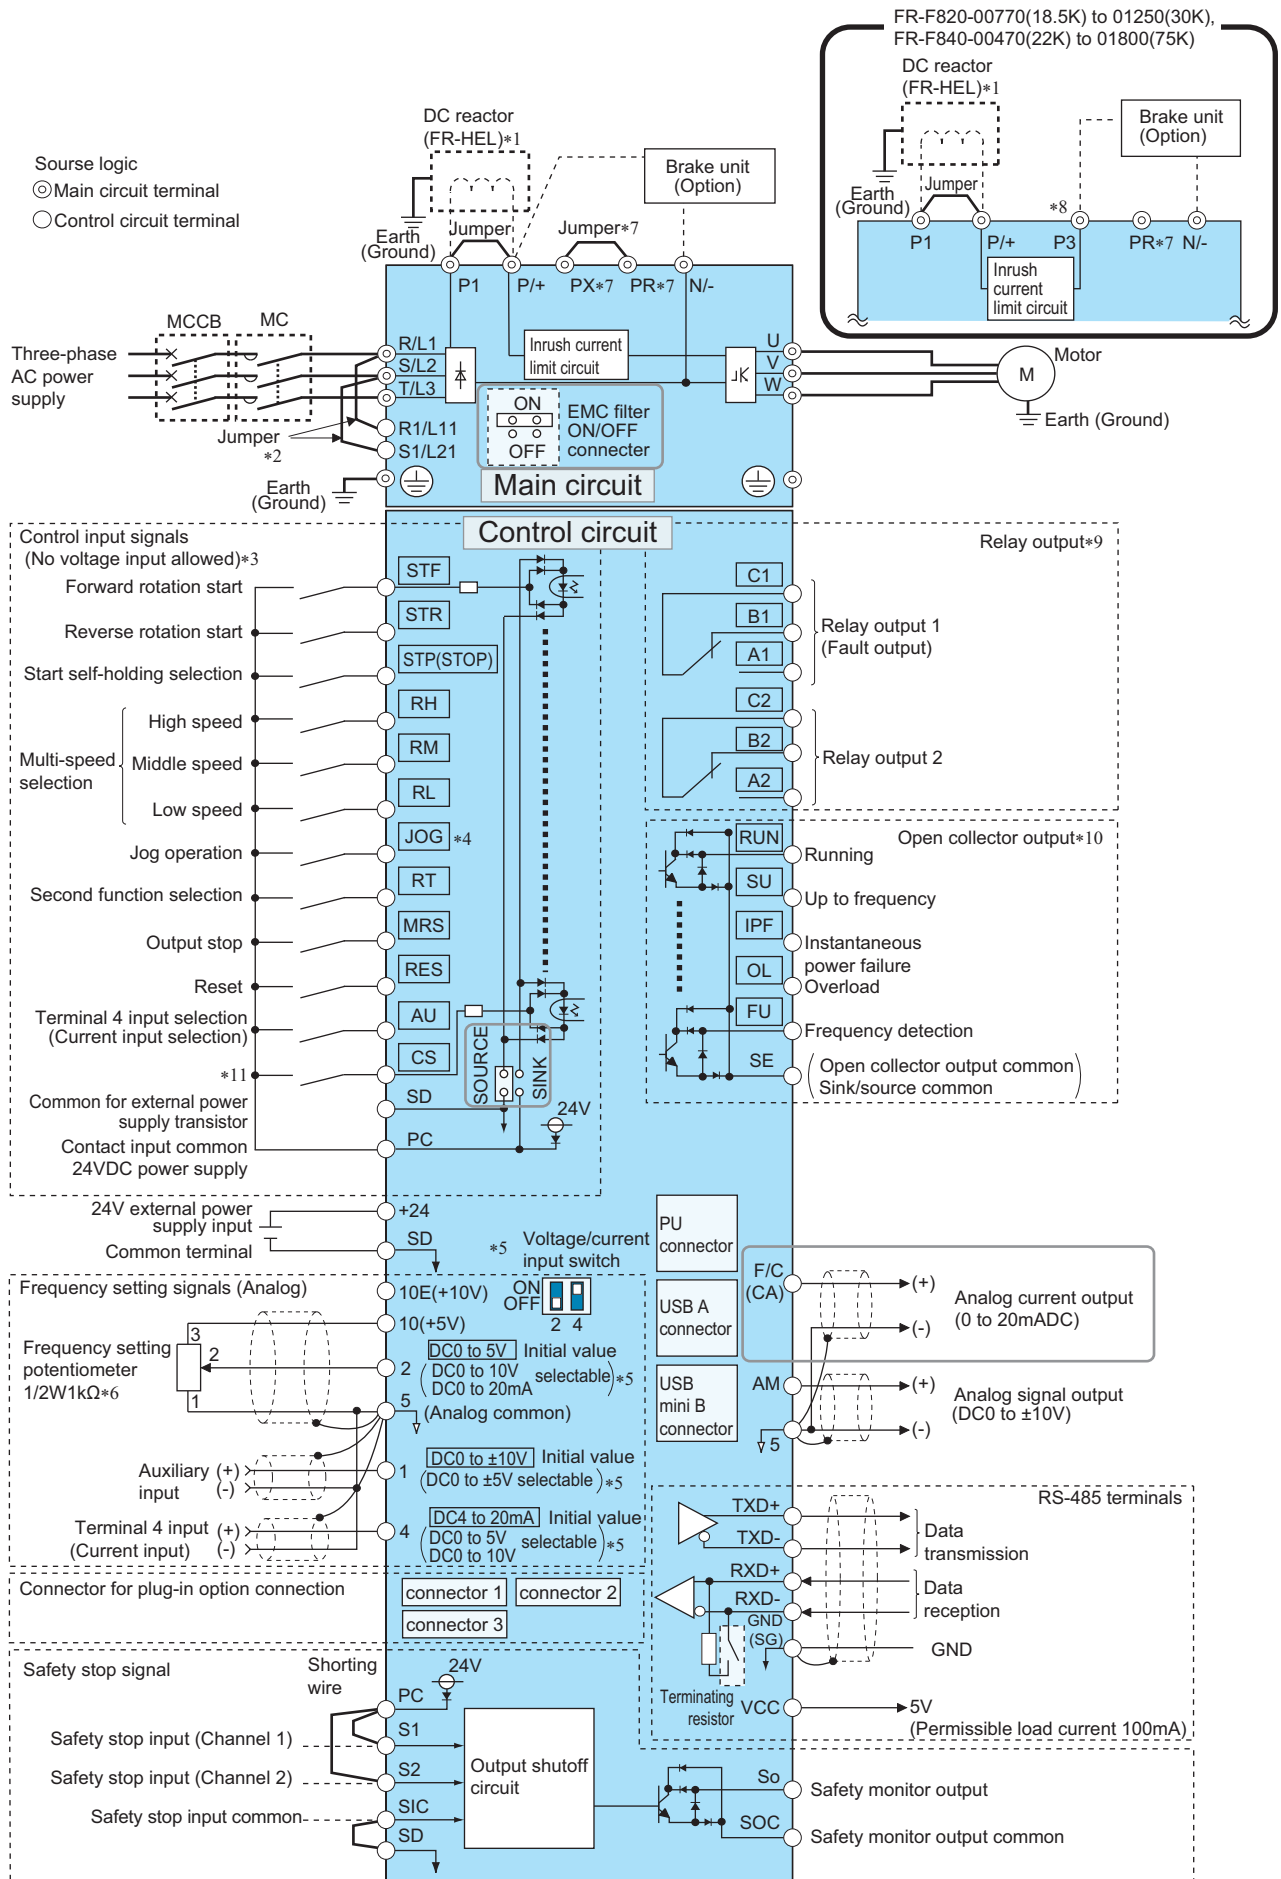 FR-F820-00770(18.5K) to 01250(30K),
FR-F840-00470(22K) to 01800(75K)
DC reactor
(FR-HEL)*1
Brake unit
(Option)
Earth
(Ground)
Jumper
*8
P1
P/+
P3
PR*7
N/-
Inrush
current
limit circuit
Sourse logic
Main circuit terminal
Control circuit terminal
DC reactor
(FR-HEL)*1
Brake unit
(Option)
Earth
(Ground)
Jumper
Jumper*7
P1
P/+
PX*7
PR*7
N/-
MCCB
MC
Three-phase
AC power
supply
R/L1
S/L2
T/L3
R1/L11
S1/L21
Jumper
*2
Earth
(Ground)
Inrush current
limit circuit
ON
OFF
EMC filter
ON/OFF
connecter
U
V
W
Motor
M
Earth (Ground)
Main circuit
Control circuit
Control input signals
(No voltage input allowed)*3
Forward rotation start
STF
Reverse rotation start
STR
Start self-holding selection
STP(STOP)
Multi-speed
selection
High speed
RH
Middle speed
RM
Low speed
RL
Jog operation
JOG *4
Second function selection
RT
Output stop
MRS
Reset
RES
Terminal 4 input selection
(Current input selection)
AU
*11
CS
SOURCE
SINK
Common for external power
supply transistor
SD
24V
Contact input common
24VDC power supply
PC
Relay output*9
C1
B1
A1
Relay output 1
(Fault output)
C2
B2
A2
Relay output 2
Open collector output*10
RUN
Running
SU
Up to frequency
IPF
Instantaneous
power failure
OL
Overload
FU
Frequency detection
SE
Open collector output common
Sink/source common
24V external power
supply input
+24
Common terminal
SD
*5 Voltage/current
input switch
ON
OFF
2 4
Frequency setting signals (Analog)
10E(+10V)
10(+5V)
Frequency setting
potentiometer
1/2W1kΩ*6
3
2
1
2
DC0 to 5V Initial value
(DC0 to 10V
DC0 to 20mA selectable)*5
5
(Analog common)
Auxiliary (+)
input (-)
1
DC0 to ±10V Initial value
(DC0 to ±5V selectable)*5
Terminal 4 input (+)
(Current input) (-)
4
DC4 to 20mA Initial value
(DC0 to 5V
DC0 to 10V selectable)*5
PU
connector
USB A
connector
USB
mini B
connector
F/C
(CA)
(+)
(-)
Analog current output
(0 to 20mADC)
AM
(+)
(-)
5
Analog signal output
(DC0 to ±10V)
Connector for plug-in option connection
connector 1
connector 2
connector 3
RS-485 terminals
TXD+
TXD-
Data
transmission
RXD+
RXD-
Data
reception
GND
(SG)
GND
Terminating
resistor
VCC
5V
(Permissible load current 100mA)
Safety stop signal
Shorting
wire
24V
PC
Safety stop input (Channel 1)
S1
Safety stop input (Channel 2)
S2
Safety stop input common
SIC
SD
Output shutoff
circuit
So
Safety monitor output
SOC
Safety monitor output common